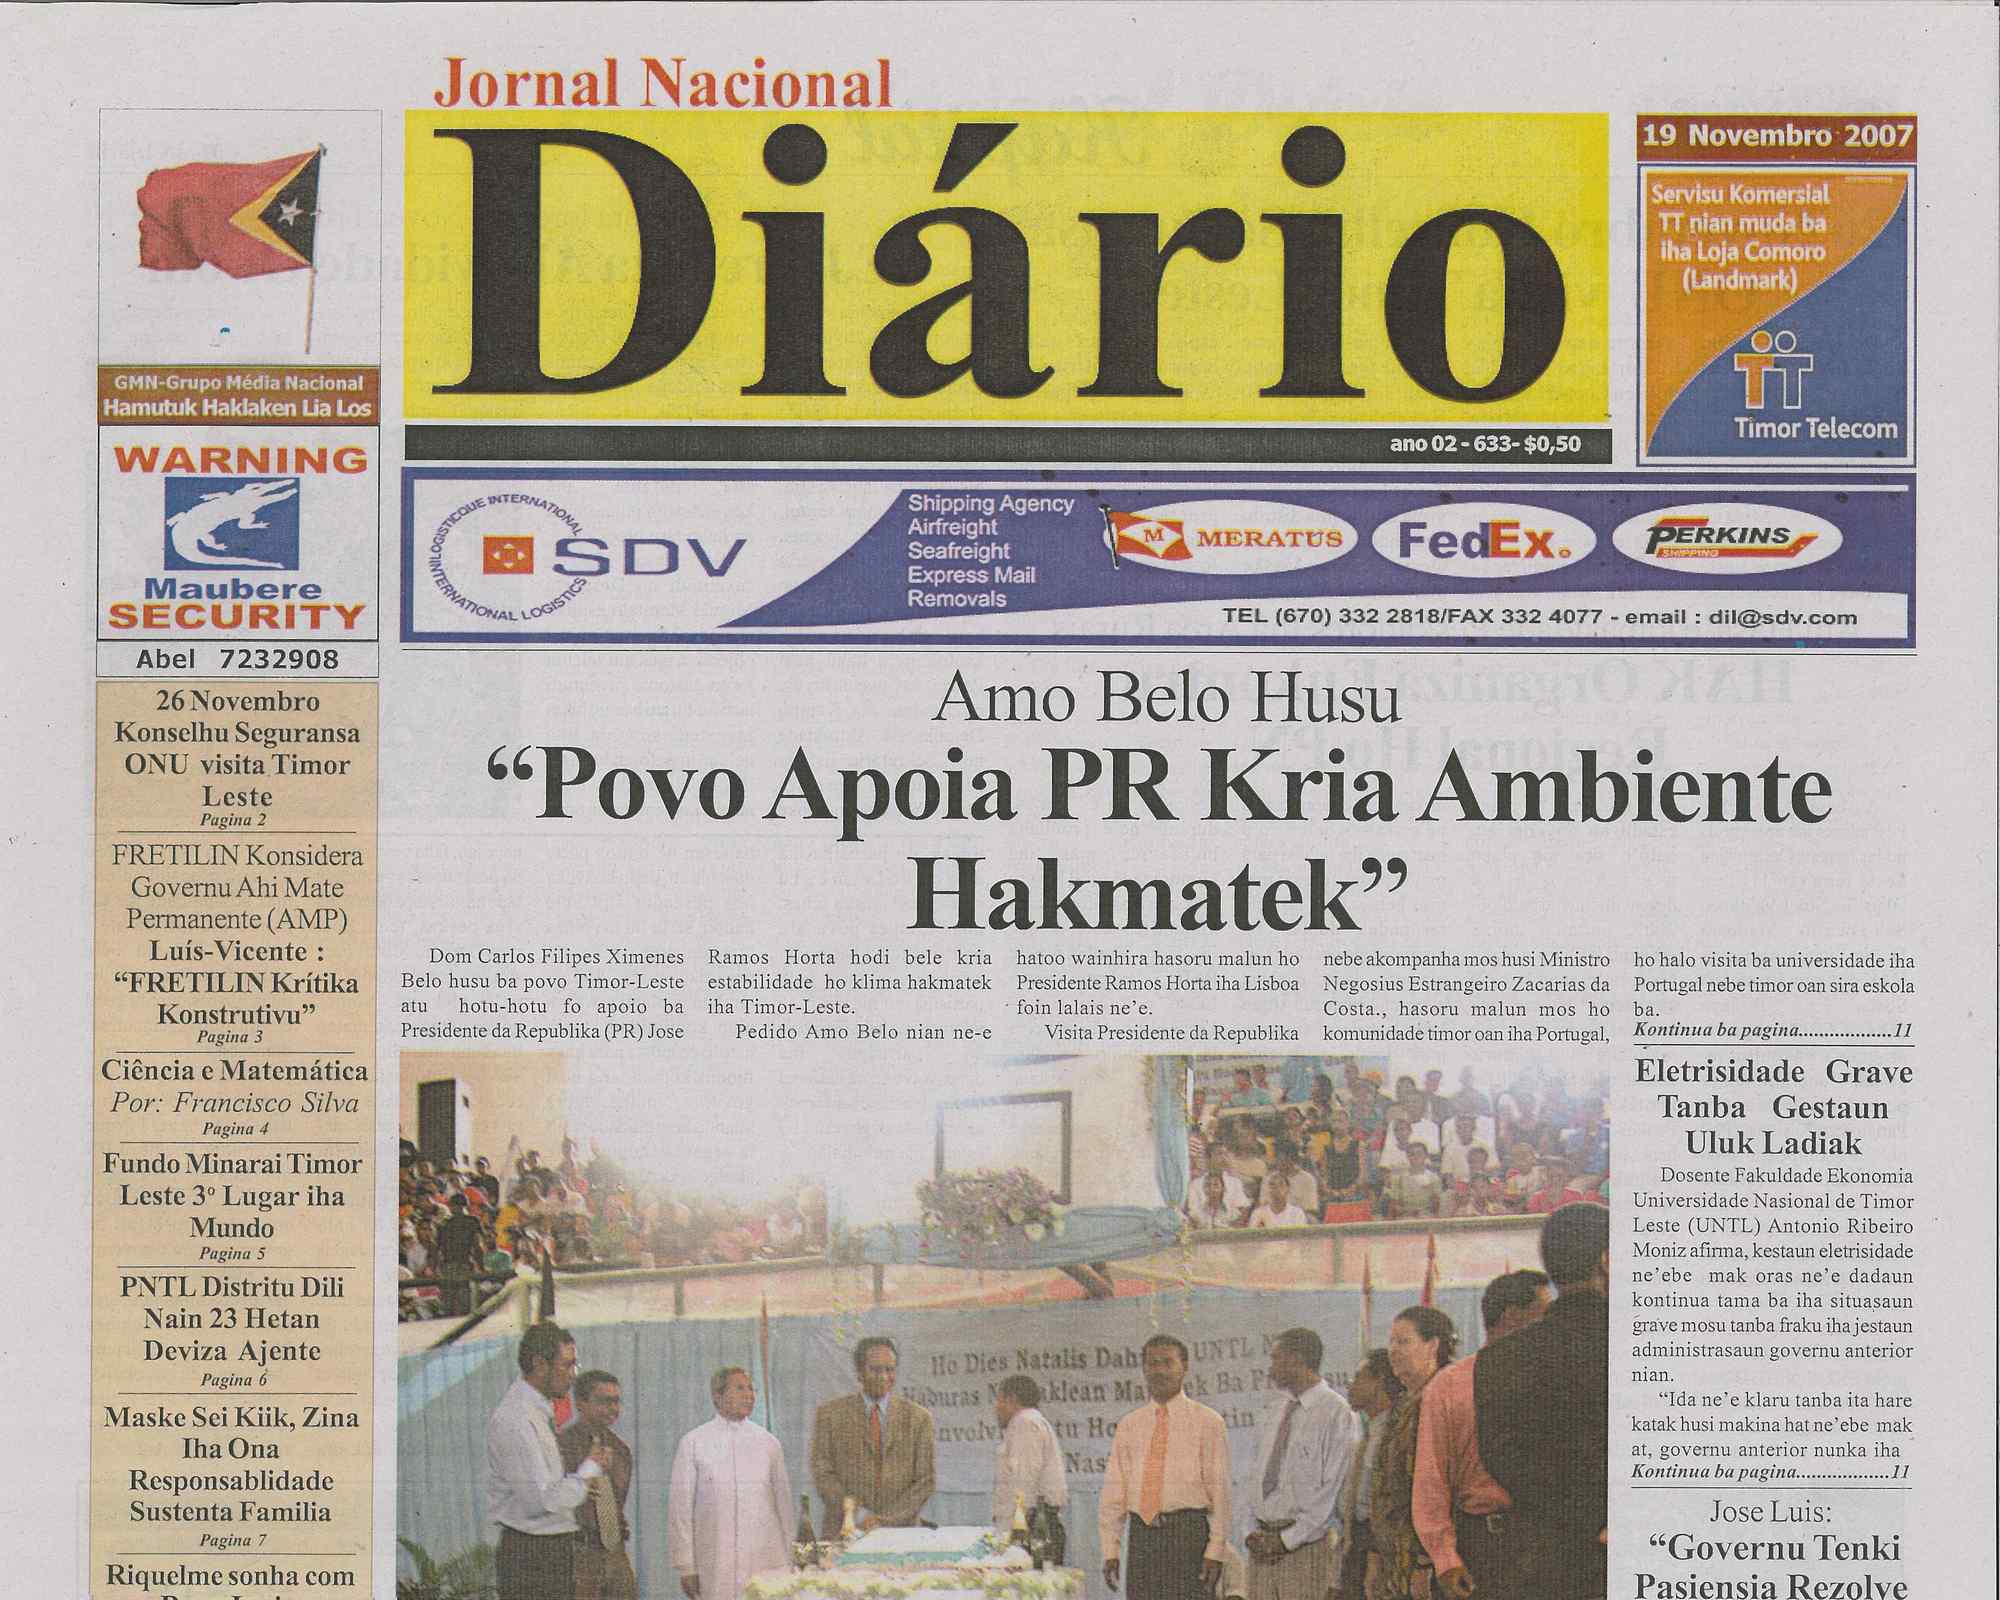 Jornal Nacional
Diário
ano 02 - 633- $0,50
19 Novembro 2007
Servisu Komersial
TT nian muda ba
iha Loja Comoro
(Landmark)
TT
Timor Telecom
GMN-Grupo Média Nacional
Hamutuk Haklaken Lia Los
WARNING
Maubere
SECURITY
Abel 7232908
INTERNATIONAL LOGISTICS
SDV
Shipping Agency
Airfreight
Seafreight
Express Mail
Removals
M MERATUS
FedEx.
PERKINS
SHIPPING
TEL (670) 332 2818/FAX 332 4077 - email : dil@sdv.com
26 Novembro
Konselhu Seguransa
ONU visita Timor
Leste
Pagina 2
FRETILIN Konsidera
Governu Ahi Mate
Permanente (AMP)
Luís-Vicente :
“FRETILIN Krítika
Konstrutivu”
Pagina 3
Ciência e Matemática
Por: Francisco Silva
Pagina 4
Fundo Minarai Timor
Leste 3º Lugar iha
Mundo
Pagina 5
PNTL Distritu Dili
Nain 23 Hetan
Deviza Ajente
Pagina 6
Maske Sei Kiik, Zina
Iha Ona
Responsablidade
Sustenta Familia
Pagina 7
Riquelme sonha com
Amo Belo Husu
“Povo Apoia PR Kria Ambiente
Hakmatek”
Dom Carlos Filipes Ximenes
Belo husu ba povo Timor-Leste
atu hotu-hotu fo apoio ba
Presidente da Republika (PR) Jose
Ramos Horta hodi bele kria
estabilidade ho klima hakmatek
iha Timor-Leste.
Pedido Amo Belo nian ne-e
hatoo wainhira hasoru malun ho
Presidente Ramos Horta iha Lisboa
foin lalais ne’e.
Visita Presidente da Republika
nebe akompanha mos husi Ministro
Negosius Estrangeiro Zacarias da
Costa., hasoru malun mos ho
komunidade timor oan iha Portugal,
ho halo visita ba universidade iha
Portugal nebe timor oan sira eskola
ba.
Kontinua ba pagina..................11
Eletrisidade Grave
Tanba Gestaun
Uluk Ladiak
Dosente Fakuldade Ekonomia
Universidade Nasional de Timor
Leste (UNTL) Antonio Ribeiro
Moniz afirma, kestaun eletrisidade
ne’ebe mak oras ne’e dadaun
kontinua tama ba iha situasaun
grave mosu tanba fraku iha jestaun
administrasaun governu anterior
nian.
“Ida ne’e klaru tanba ita hare
katak husi makina hat ne’ebe mak
at, governu anterior nunka iha
Kontinua ba pagina..................11
Jose Luis:
“Governu Tenki
Pasiensia Rezolve
Ho Dies Natalis UNTL